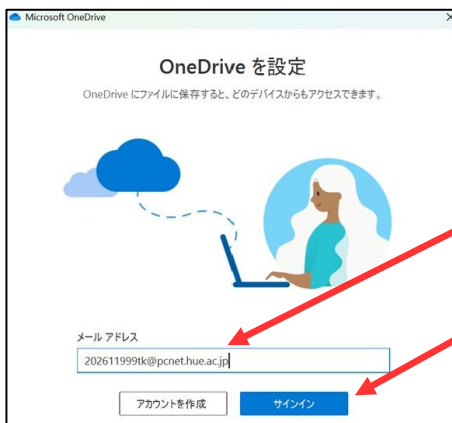 Microsoft OneDrive
OneDrive を設定
OneDrive にファイルに保存すると、どのデバイスからもアクセスできます。
メール アドレス
202611999tk@pcnet.hue.ac.jp
アカウントを作成
サインイン